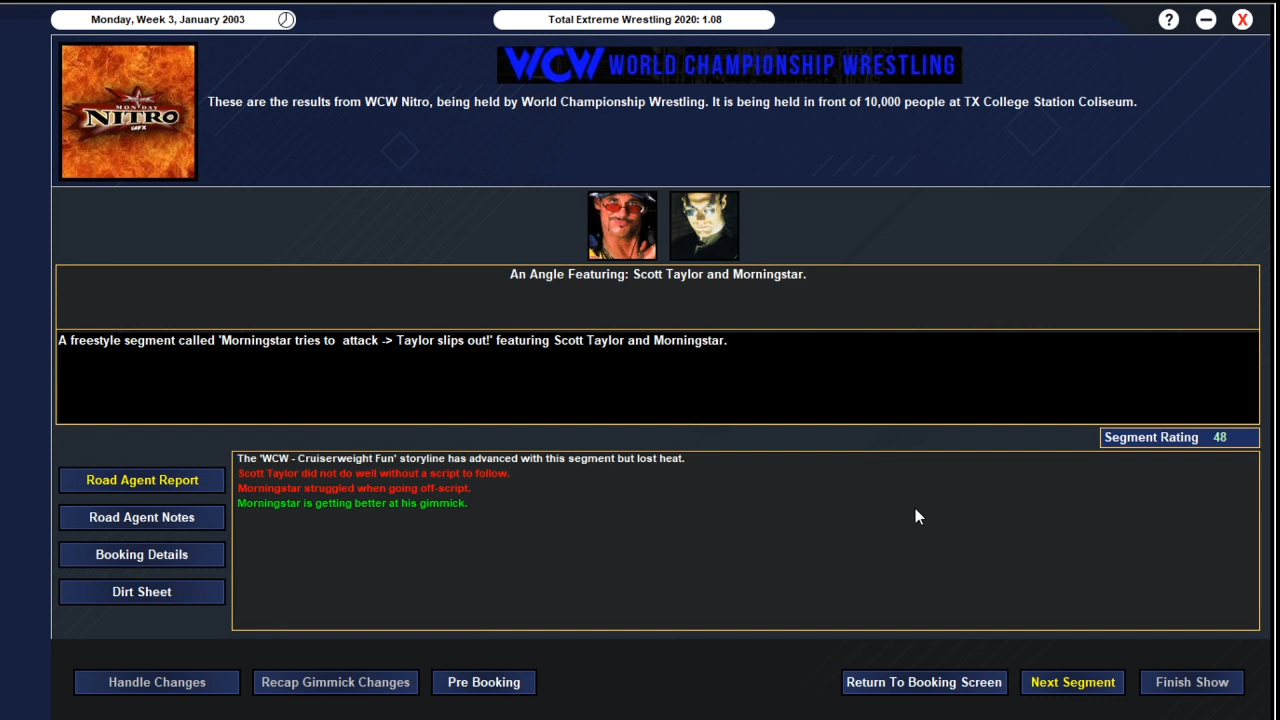 Monday, Week 3, January 2003
Total Extreme Wrestling 2020: 1.08
?
X
WCW WORLD CHAMPIONSHIP WRESTLING
MONDAY
NITRO
These are the results from WCW Nitro, being held by World Championship Wrestling. It is being held in front of 10,000 people at TX College Station Coliseum.
An Angle Featuring: Scott Taylor and Morningstar.
A freestyle segment called 'Morningstar tries to  attack -> Taylor slips out!' featuring Scott Taylor and Morningstar.
Segment Rating 48
The 'WCW - Cruiserweight Fun' storyline has advanced with this segment but lost heat.
Scott Taylor did not do well without a script to follow.
Morningstar struggled when going off-script.
Morningstar is getting better at his gimmick.
Road Agent Report
Road Agent Notes
Booking Details
Dirt Sheet
Handle Changes
Recap Gimmick Changes
Pre Booking
Return To Booking Screen
Next Segment
Finish Show